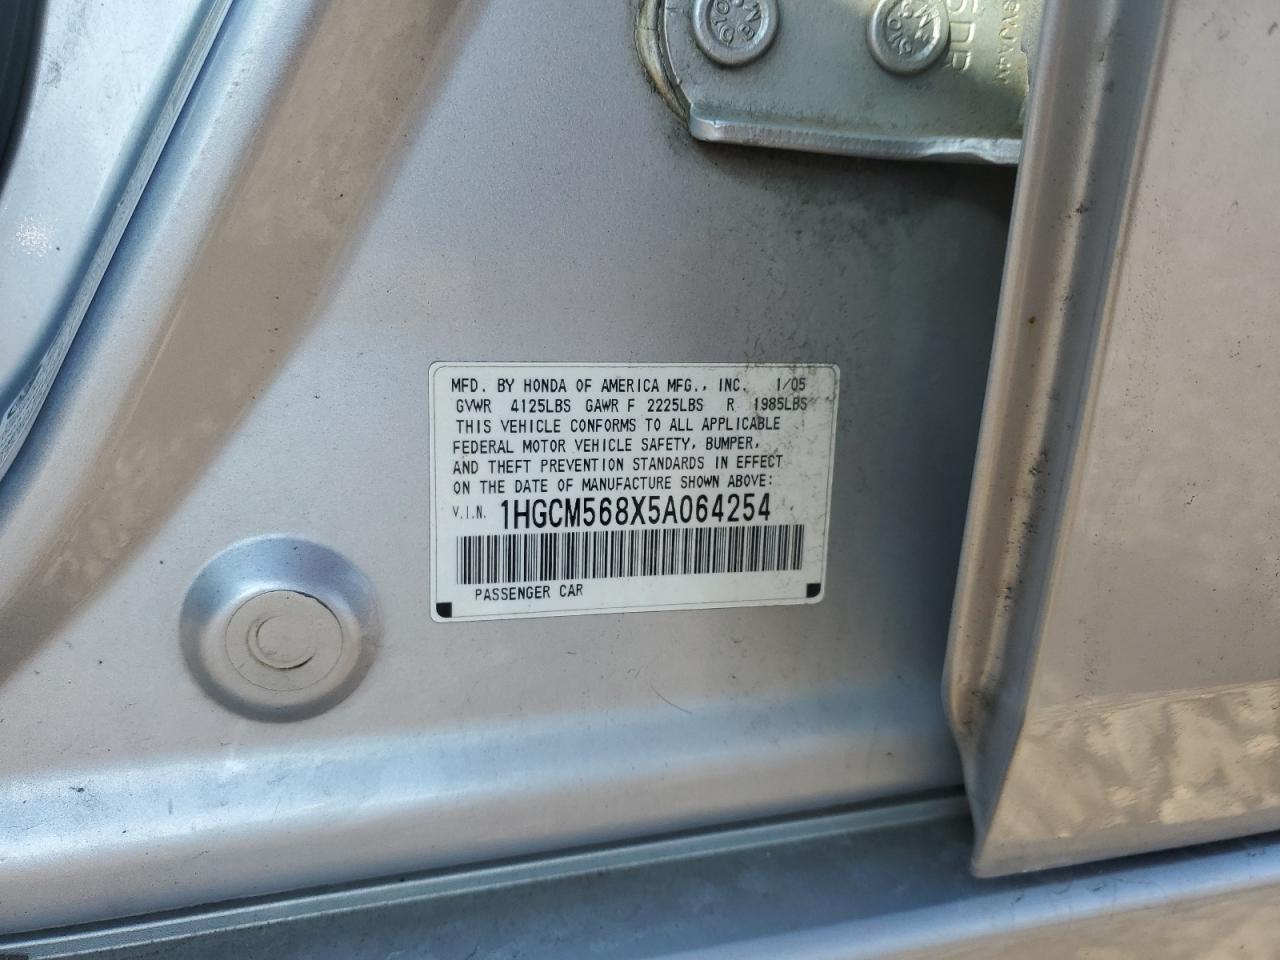 MFD. BY HONDA OF AMERICA MFG., INC. 1/05
GVWR 4125LBS GAWR F 2225LBS R 1985LBS
THIS VEHICLE CONFORMS TO ALL APPLICABLE
FEDERAL MOTOR VEHICLE SAFETY, BUMPER,
AND THEFT PREVENTION STANDARDS IN EFFECT
ON THE DATE OF MANUFACTURE SHOWN ABOVE:
V.I.N. 1HGCM568X5A064254
PASSENGER CAR